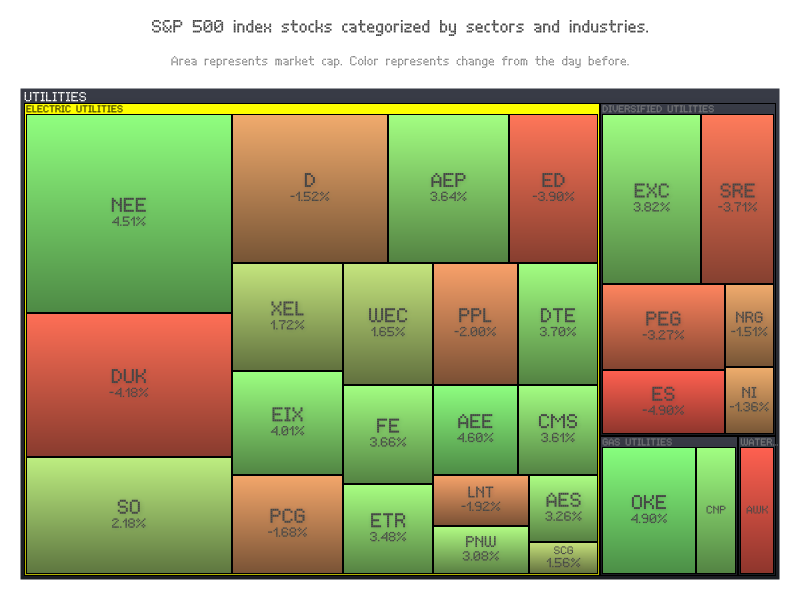 S&P 500 index stocks categorized by sectors and industries.
Area represents market cap. Color represents change from the day before.
UTILITIES
ELECTRIC UTILITIES
NEE
4.51%
DUK
-4.18%
SO
2.18%
D
-1.52%
AEP
3.64%
ED
-3.90%
XEL
1.72%
WEC
1.65%
PPL
-2.00%
DTE
3.70%
EIX
4.01%
FE
3.66%
AEE
4.60%
CMS
3.61%
PCG
-1.68%
ETR
3.48%
LNT
-1.92%
AES
3.26%
PNW
3.08%
SCG
1.56%
DIVERSIFIED UTILITIES
EXC
3.82%
SRE
-3.71%
PEG
-3.27%
NRG
-1.51%
ES
-4.90%
NI
-1.36%
GAS UTILITIES
OKE
4.90%
CNP
WATER...
AWK